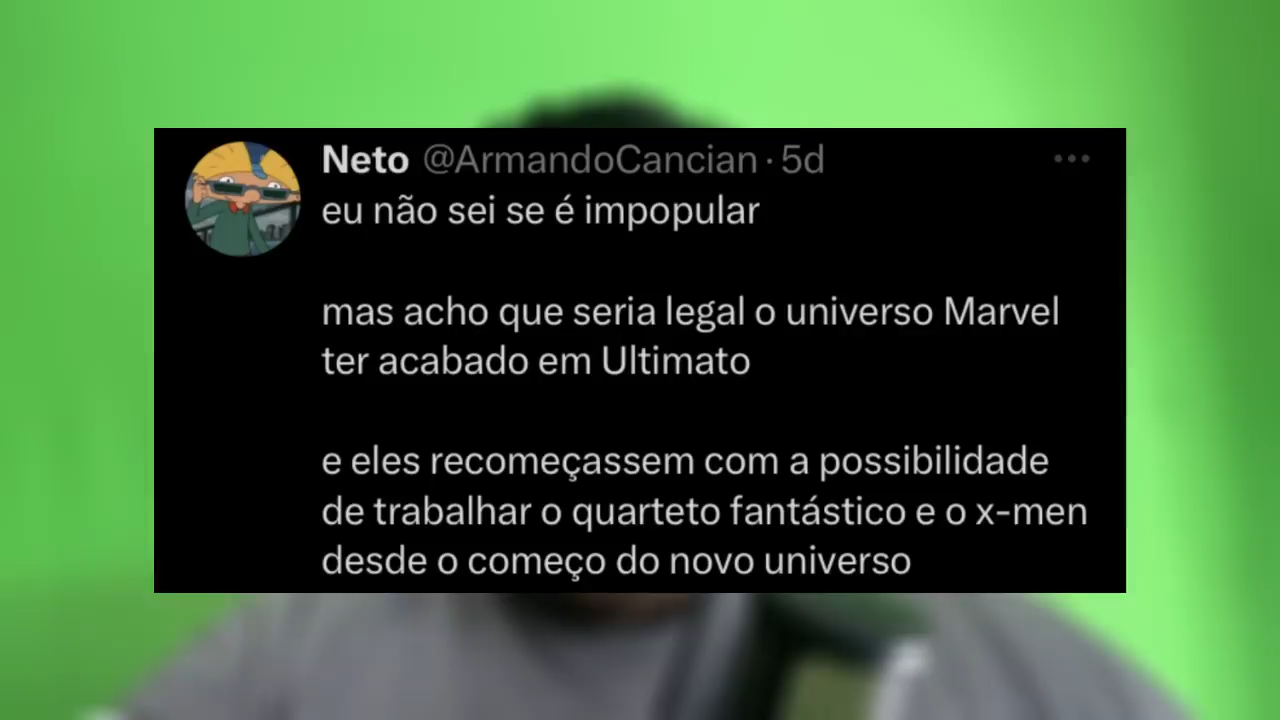 Neto @ArmandoCancian · 5d
eu não sei se é impopular
mas acho que seria legal o universo Marvel
ter acabado em Ultimato
e eles recomeçassem com a possibilidade
de trabalhar o quarteto fantástico e o x-men
desde o começo do novo universo